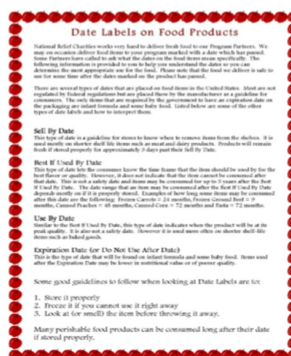 Date Labels on Food Products
National Relief Charities works very hard to deliver fresh food to our Program Partners. We
may on occasion deliver food items to your program marked with a date which has passed.
Some Partners have called to ask what the dates on the food items mean specifically. The
following information is provided to you to help you understand the dates so you can
determine the most appropriate use for the food. Please note that the food we deliver is safe to
use for some time after the dates marked on the product has passed.
There are several types of dates that are placed on food items in the United States. Most are not
regulated by Federal regulations but are placed there by the manufacturer as a guideline for
consumers. The only items that are required by the government to have an expiration date on
the packaging are infant formula and some baby food. Listed below are some of the other
types of date labels and how to interpret them.
Sell By Date
This type of date is a guideline for stores to know when to remove items from the shelves. It is
used mostly on shorter shelf life items such as meat and dairy products. Products will remain
fresh if stored properly for approximately 5 days past their Sell By Date.
Best If Used By Date
This type of date lets the consumer know the time frame that the item should be used by for the
best flavor or quality. However, it does not indicate that the item cannot be consumed after
that date. This is not a safety date and items may be consumed for up to years after the Best
If Used By Date. The date range that an item may be consumed after the Best If Used By Date
depends mostly on if it is properly stored. Examples of how long some items may be consumed
after this date are the following: Frozen Carrots = 24 months, Frozen Ground Beef = 9
months, Canned Peaches = 48 months, Canned Corn = 72 months and Pasta = 72 months.
Use By Date
Similar to the Best If Used By Date, this type of date indicates when the product will be at its
peak quality. It is also not a safety date. However it is used more often on shorter shelf-life
items such as baked goods.
Expiration Date (or Do Not Use After Date)
This is the type of date that will be found on infant formula and some baby food. Items used
after the Expiration Date may be lower in nutritional value or of poorer quality.
Some good guidelines to follow when looking at Date Labels are to:
1. Store it properly
2. Freeze it if you cannot use it right away
3. Look at (or smell) the item before throwing it away.
Many perishable food products can be consumed long after their date
if stored properly.